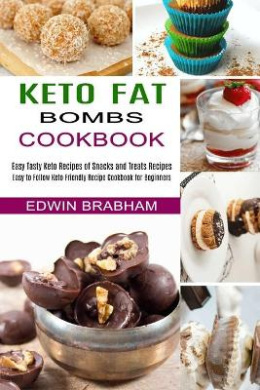 KETO FAT
BOMBS
COOKBOOK
Easy Tasty Keto Recipes of Snacks and Treats Recipes
Easy to Follow Keto Friendly Recipe Cookbook for Beginners
EDWIN BRABHAM